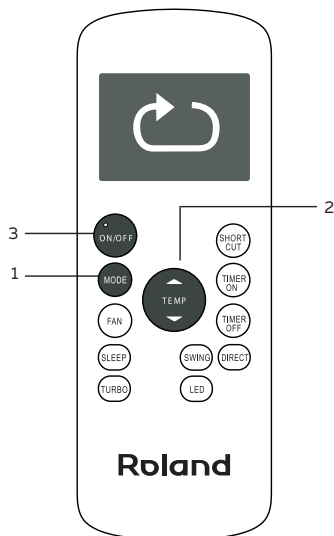 2
3
ON/OFF
SHORT
CUT
1
MODE
TEMP
TIMER
ON
FAN
TIMER
OFF
SLEEP
SWING
DIRECT
TURBO
LED
Roland